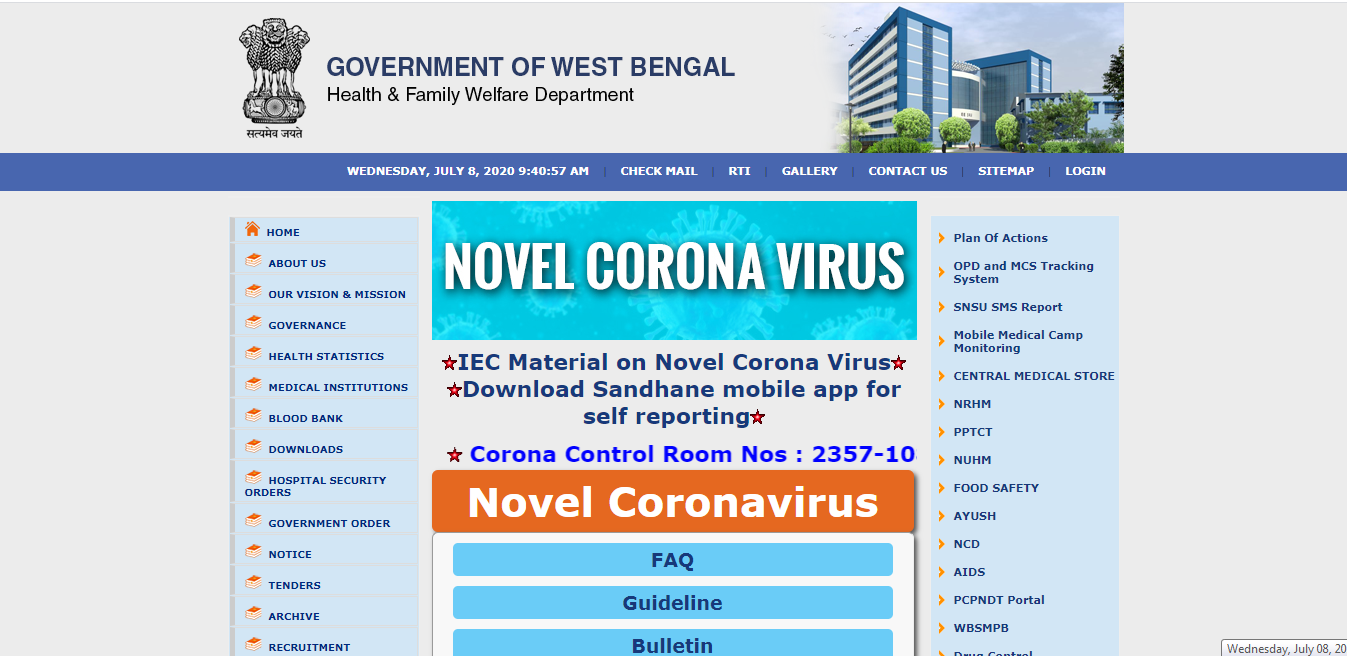 सत्यमेव जयते
GOVERNMENT OF WEST BENGAL
Health & Family Welfare Department
WEDNESDAY, JULY 8, 2020 9:40:57 AM | CHECK MAIL | RTI | GALLERY | CONTACT US | SITEMAP | LOGIN
HOME
ABOUT US
OUR VISION & MISSION
GOVERNANCE
HEALTH STATISTICS
MEDICAL INSTITUTIONS
BLOOD BANK
DOWNLOADS
HOSPITAL SECURITY
ORDERS
GOVERNMENT ORDER
NOTICE
TENDERS
ARCHIVE
RECRUITMENT
NOVEL CORONA VIRUS
IEC Material on Novel Corona Virus
Download Sandhane mobile app for
self reporting
Corona Control Room Nos : 2357-10
Novel Coronavirus
FAQ
Guideline
Bulletin
Plan Of Actions
OPD and MCS Tracking
System
SNSU SMS Report
Mobile Medical Camp
Monitoring
CENTRAL MEDICAL STORE
NRHM
PPTCT
NUHM
FOOD SAFETY
AYUSH
NCD
AIDS
PCPNDT Portal
WBSMPB
Drug Control
Wednesday, July 08, 20